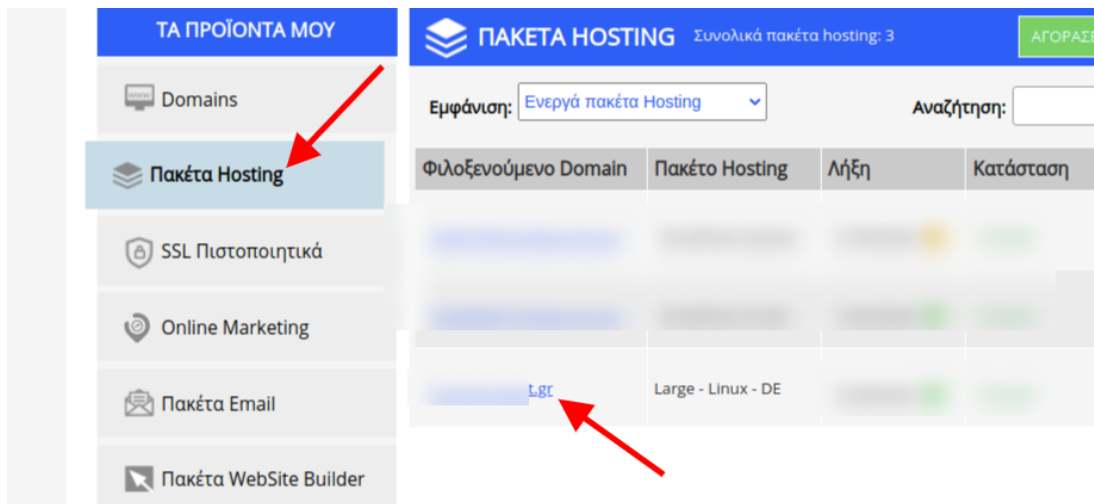 ΤΑ ΠΡΟΪΟΝΤΑ ΜΟΥ
Domains
Πακέτα Hosting
SSL Πιστοποιητικά
Online Marketing
Πακέτα Email
Πακέτα WebSite Builder
ΠΑΚΕΤΑ HOSTING Συνολικά πακέτα hosting: 3
Εμφάνιση: Ενεργά πακέτα Hosting Αναζήτηση:
Φιλοξενούμενο Domain Πακέτο Hosting Λήξη Κατάσταση
t.gr Large - Linux - DE